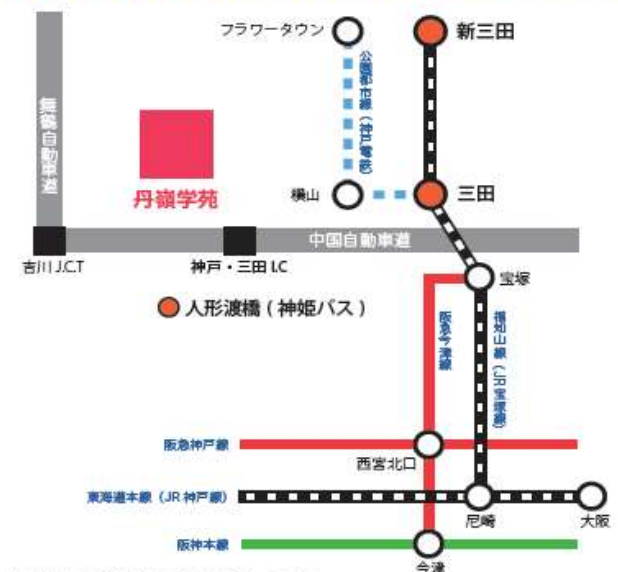 フラワータウン
新三田
公園都市線（神戸電鉄）
舞鶴自動車道
丹嶺学苑
横山
三田
中国自動車道
吉川 J.C.T
神戸・三田 I.C
宝塚
人形渡橋 ( 神姫バス )
阪急今津線
福知山線（JR宝塚線）
阪急神戸線
西宮北口
東海道本線（JR 神戸線）
尼崎
大阪
阪神本線
今津